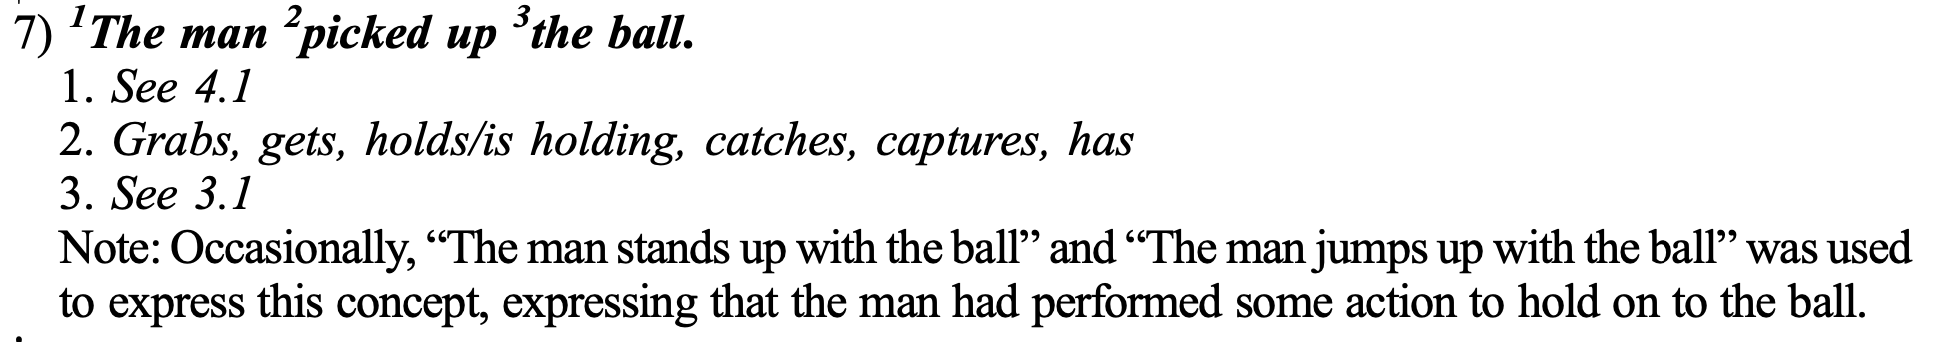 7) ¹The man ²picked up ³the ball.
1. See 4.1
2. Grabs, gets, holds/is holding, catches, captures, has
3. See 3.1
Note: Occasionally, “The man stands up with the ball” and “The man jumps up with the ball” was used
to express this concept, expressing that the man had performed some action to hold on to the ball.